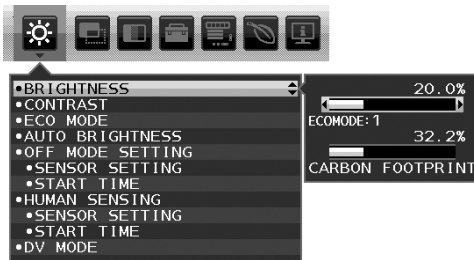 •BRIGHTNESS
•CONTRAST
•ECO MODE
•AUTO BRIGHTNESS
•OFF MODE SETTING
•SENSOR SETTING
•START TIME
•HUMAN SENSING
•SENSOR SETTING
•START TIME
•DV MODE
20.0%
ECOMODE:1
32.2%
CARBON FOOTPRINT